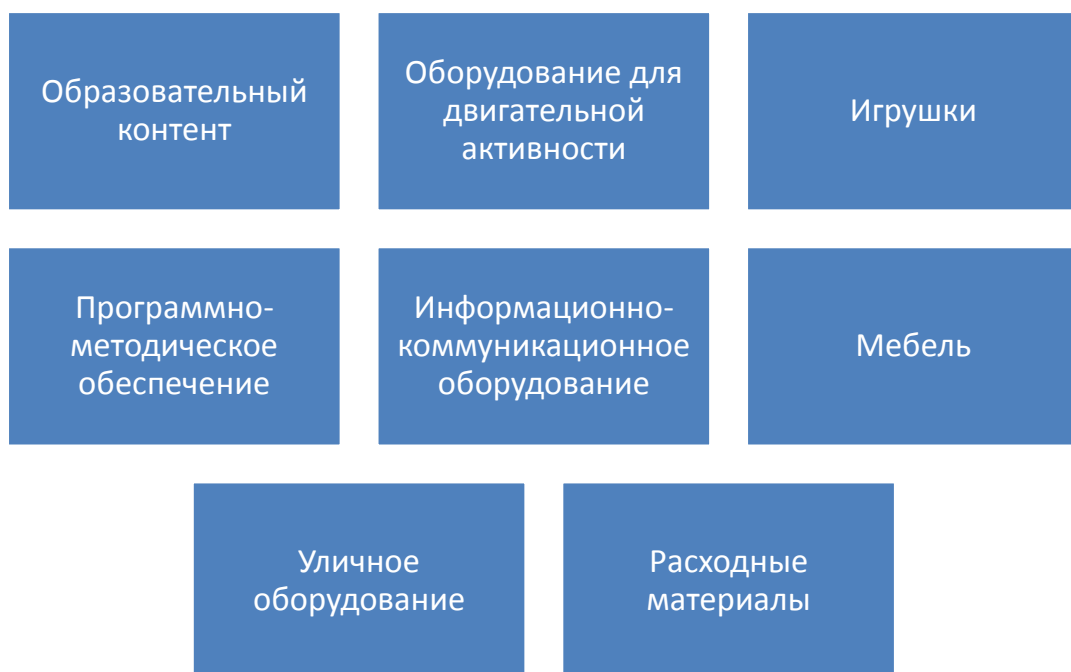 Образовательный
контент
Оборудование для
двигательной
активности
Игрушки
Программно-
методическое
обеспечение
Информационно-
коммуникационное
оборудование
Мебель
Уличное
оборудование
Расходные
материалы